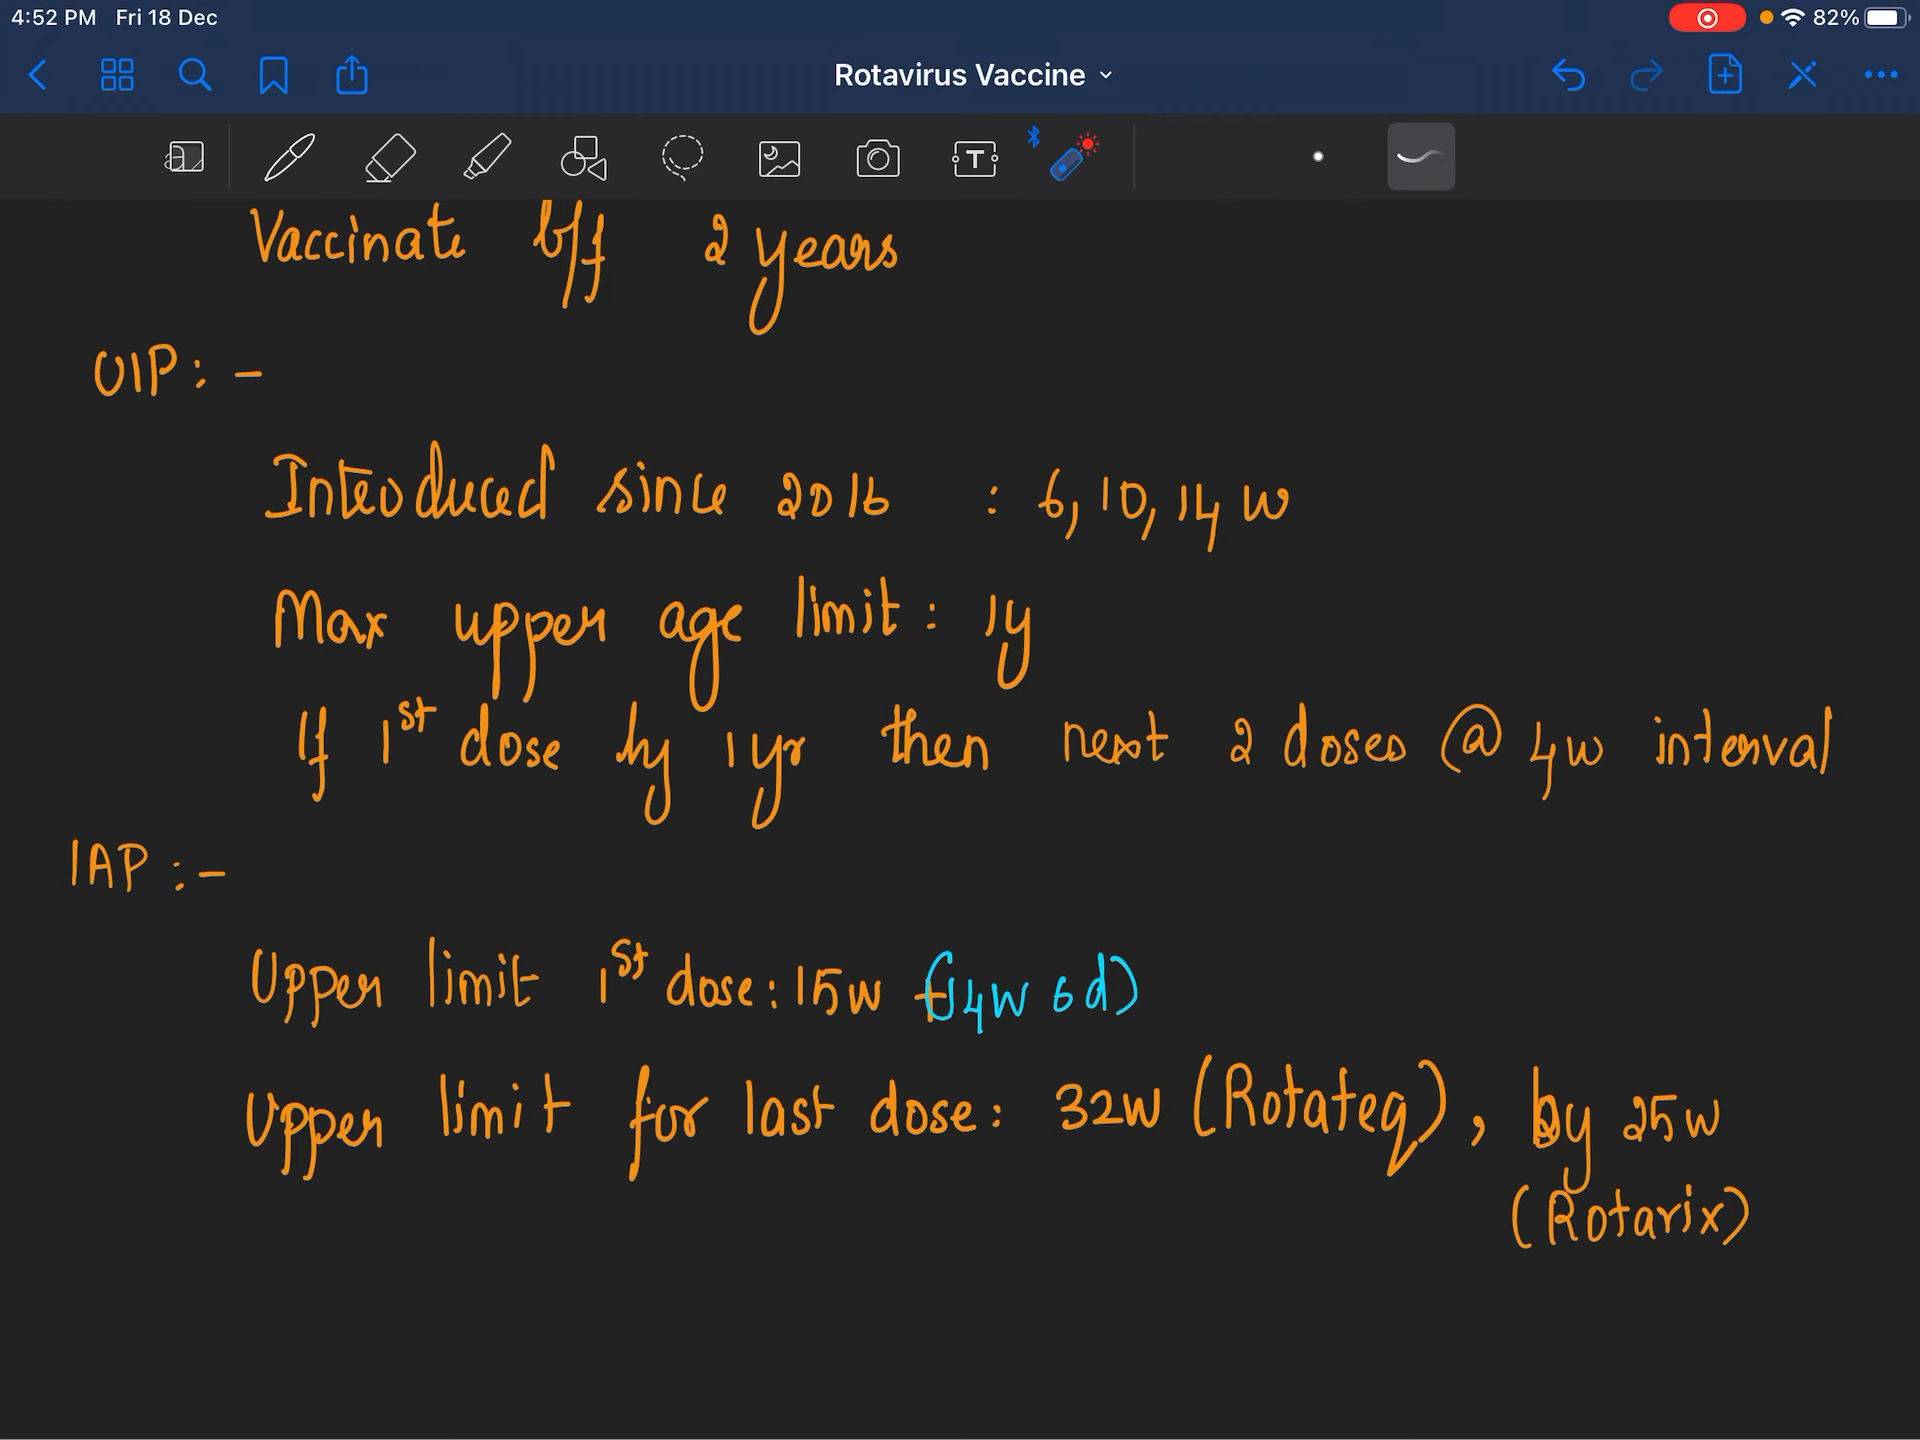 4:52 PM Fri 18 Dec 82%
Rotavirus Vaccine
Vaccinate bff 2 years
UIP: -
Introduced since 2016 : 6, 10, 14 w
Max upper age limit: 1y
If 1st dose by 1yr then next 2 doses @ 4w interval
IAP :-
Upper limit 1st dose: 15w (14w 6d)
Upper limit for last dose: 32w (Rotateq), by 25w
(Rotarix)